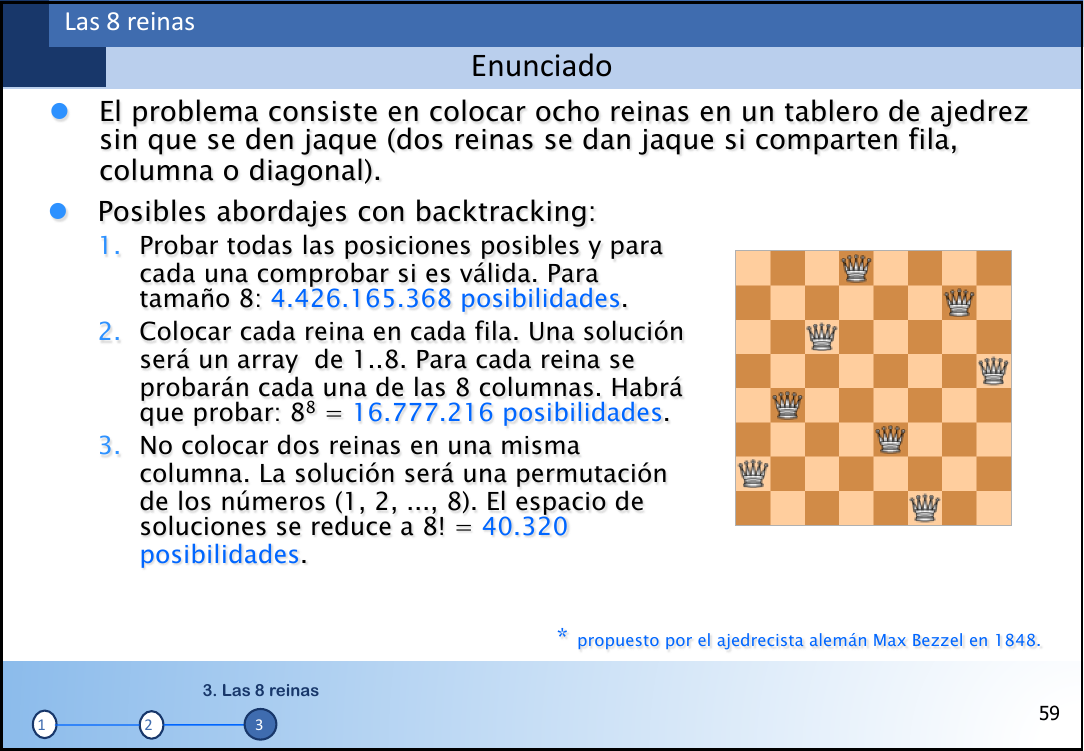 Las 8 reinas
Enunciado
El problema consiste en colocar ocho reinas en un tablero de ajedrez
sin que se den jaque (dos reinas se dan jaque si comparten fila,
columna o diagonal).
Posibles abordajes con backtracking:
1. Probar todas las posiciones posibles y para
cada una comprobar si es válida. Para
tamaño 8: 4.426.165.368 posibilidades.
2. Colocar cada reina en cada fila. Una solución
será un array de 1..8. Para cada reina se
probarán cada una de las 8 columnas. Habrá
que probar: 8⁸ = 16.777.216 posibilidades.
3. No colocar dos reinas en una misma
columna. La solución será una permutación
de los números (1, 2, ..., 8). El espacio de
soluciones se reduce a 8! = 40.320
posibilidades.
* propuesto por el ajedrecista alemán Max Bezzel en 1848.
3. Las 8 reinas
1 2 3
59